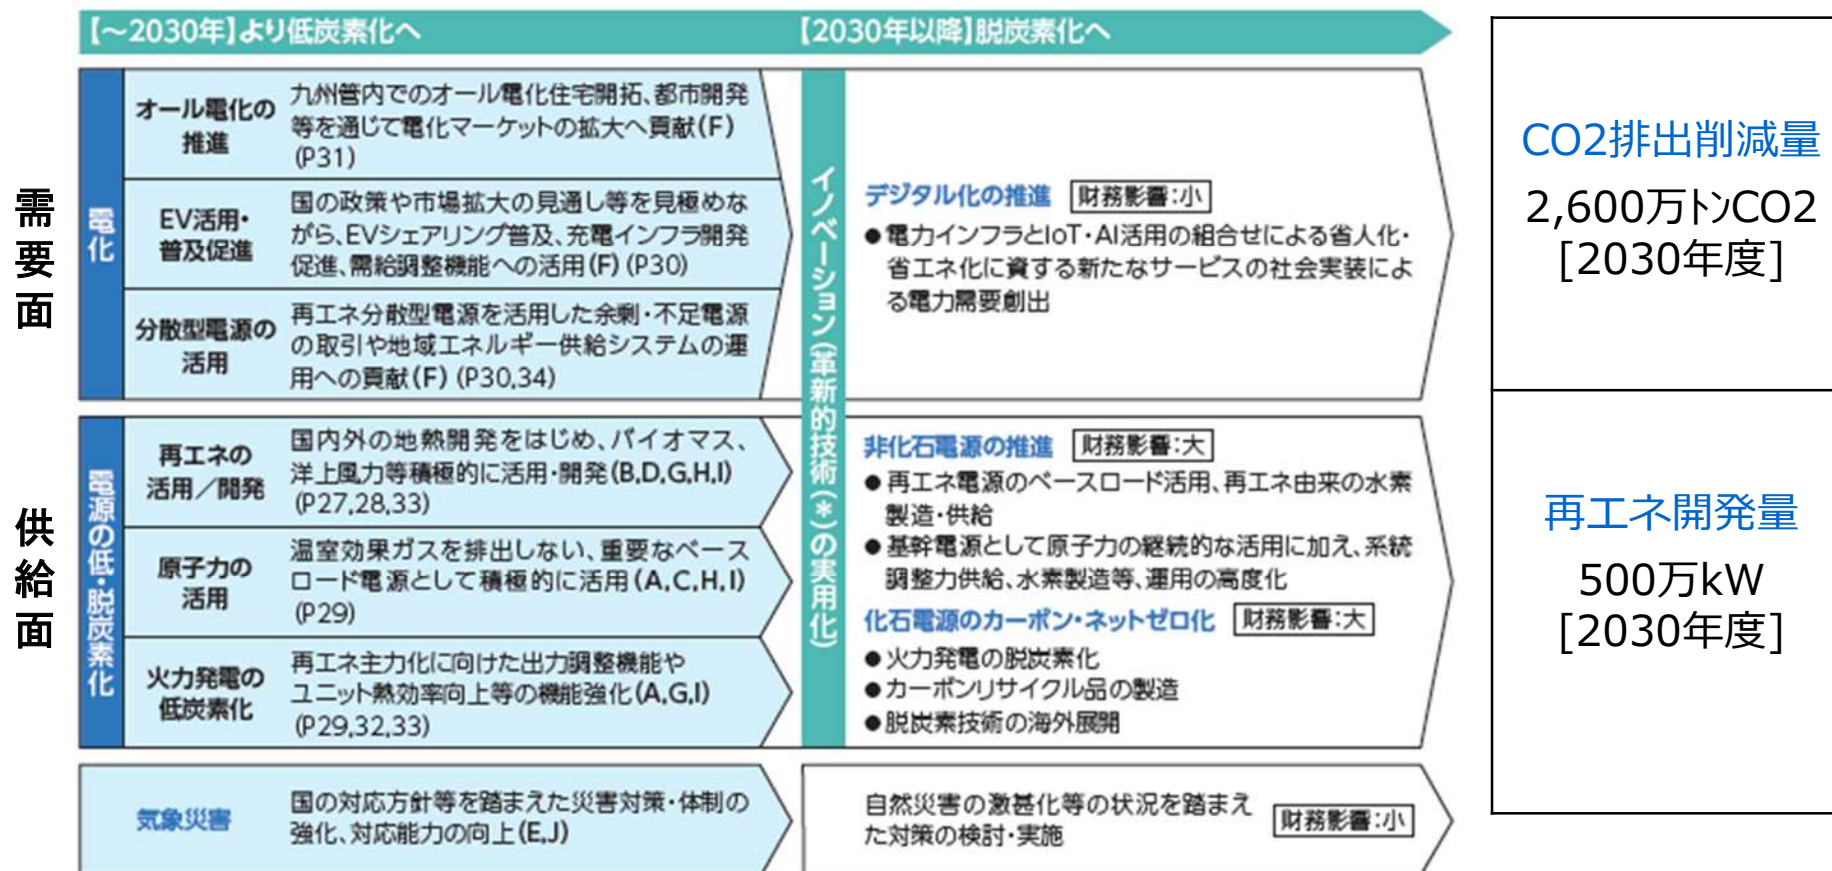 【～2030年】より低炭素化へ
【2030年以降】脱炭素化へ
需要面
電化
オール電化の
推進
九州管内でのオール電化住宅開拓、都市開発
等を通じて電化マーケットの拡大へ貢献(F)
(P31)
EV活用・
普及促進
国の政策や市場拡大の見通し等を見極めな
がら、EVシェアリング普及、充電インフラ開発
促進、需給調整機能への活用(F)(P30)
分散型電源の
活用
再エネ分散型電源を活用した余剰・不足電源
の取引や地域エネルギー供給システムの運
用への貢献(F)(P30,34)
イノベーション(革新的技術(＊)の実用化)
デジタル化の推進 財務影響:小
●電力インフラとIoT・AI活用の組合せによる省人化・
省エネ化に資する新たなサービスの社会実装によ
る電力需要創出
CO2排出削減量
2,600万㌧CO2
[2030年度]
供給面
電源の低・脱炭素化
再エネの
活用／開発
国内外の地熱開発をはじめ、バイオマス、
洋上風力等積極的に活用・開発(B,D,G,H,I)
(P27,28,33)
原子力の
活用
温室効果ガスを排出しない、重要なベース
ロード電源として積極的に活用(A,C,H,I)
(P29)
火力発電の
低炭素化
再エネ主力化に向けた出力調整機能や
ユニット熱効率向上等の機能強化(A,G,I)
(P29,32,33)
非化石電源の推進 財務影響:大
●再エネ電源のベースロード活用、再エネ由来の水素
製造・供給
●基幹電源として原子力の継続的な活用に加え、系統
調整力供給、水素製造等、運用の高度化
化石電源のカーボン・ネットゼロ化 財務影響:大
●火力発電の脱炭素化
●カーボンリサイクル品の製造
●脱炭素技術の海外展開
再エネ開発量
500万kW
[2030年度]
気象災害
国の対応方針等を踏まえた災害対策・体制の
強化、対応能力の向上(E,J)
自然災害の激甚化等の状況を踏まえ
た対策の検討・実施
財務影響:小